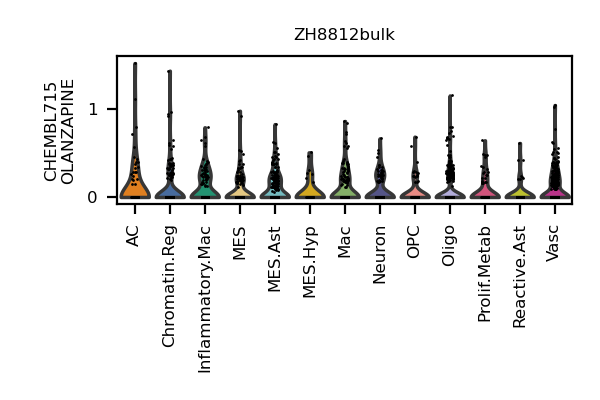 ZH8812bulk
CHEMBL715
OLANZAPINE
1
0
AC
Chromatin.Reg
Inflammatory.Mac
MES
MES.Ast
MES.Hyp
Mac
Neuron
OPC
Oligo
Prolif.Metab
Reactive.Ast
Vasc